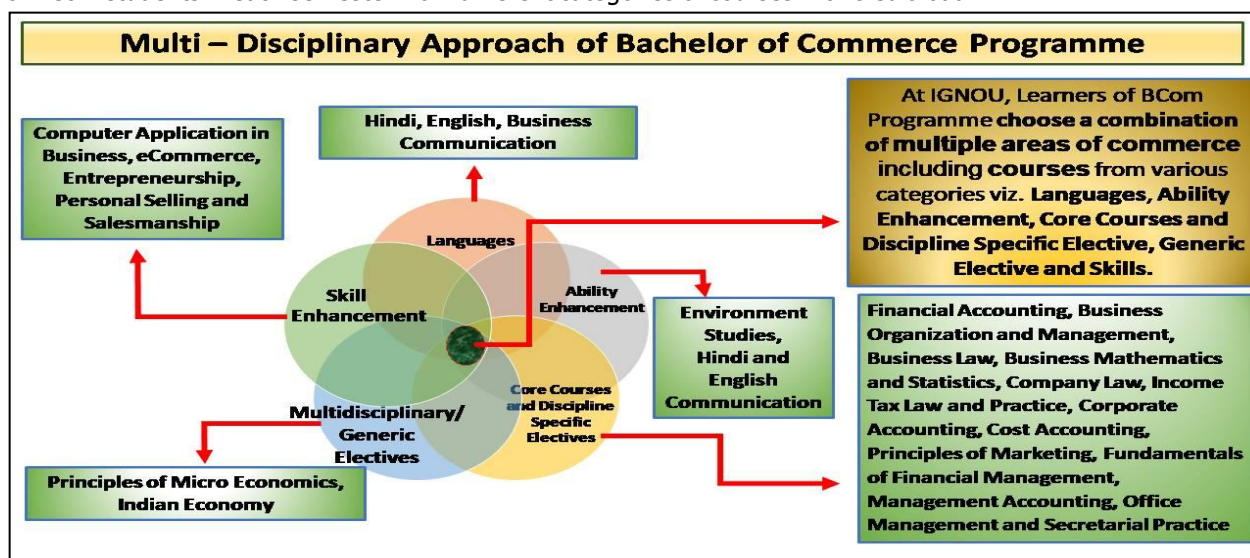 Multi – Disciplinary Approach of Bachelor of Commerce Programme
Computer Application in
Business, eCommerce,
Entrepreneurship,
Personal Selling and
Salesmanship
Hindi, English, Business
Communication
At IGNOU, Learners of BCom
Programme choose a combination
of multiple areas of commerce
including courses from various
categories viz. Languages, Ability
Enhancement, Core Courses and
Discipline Specific Elective, Generic
Elective and Skills.
Languages
Skill
Enhancement
Ability
Enhancement
Multidisciplinary/
Generic
Electives
Core Courses
and Discipline
Specific
Electives
Environment
Studies,
Hindi and
English
Communication
Financial Accounting, Business
Organization and Management,
Business Law, Business Mathematics
and Statistics, Company Law, Income
Tax Law and Practice, Corporate
Accounting, Cost Accounting,
Principles of Marketing, Fundamentals
of Financial Management,
Management Accounting, Office
Management and Secretarial Practice
Principles of Micro Economics,
Indian Economy